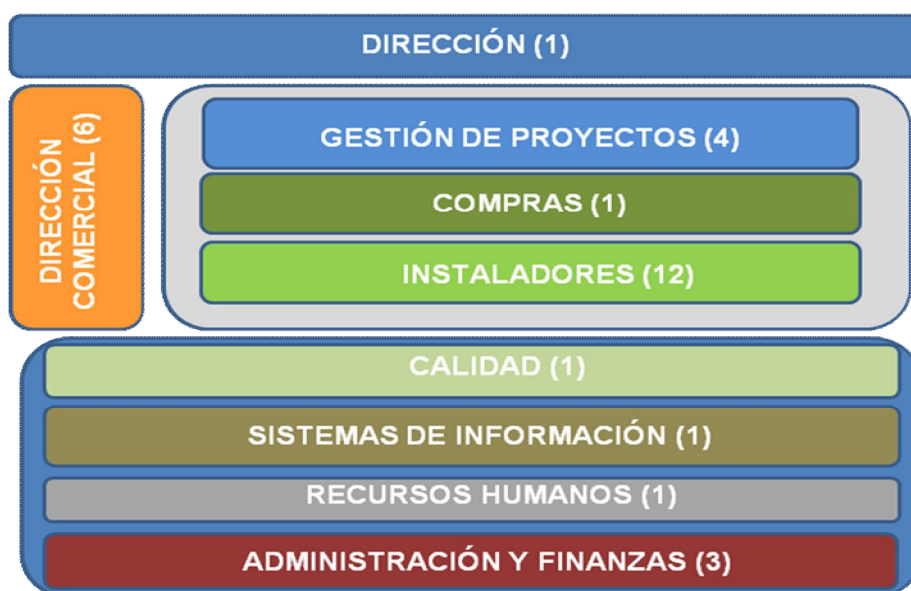 DIRECCIÓN (1)
DIRECCIÓN
COMERCIAL (6)
GESTIÓN DE PROYECTOS (4)
COMPRAS (1)
INSTALADORES (12)
CALIDAD (1)
SISTEMAS DE INFORMACIÓN (1)
RECURSOS HUMANOS (1)
ADMINISTRACIÓN Y FINANZAS (3)